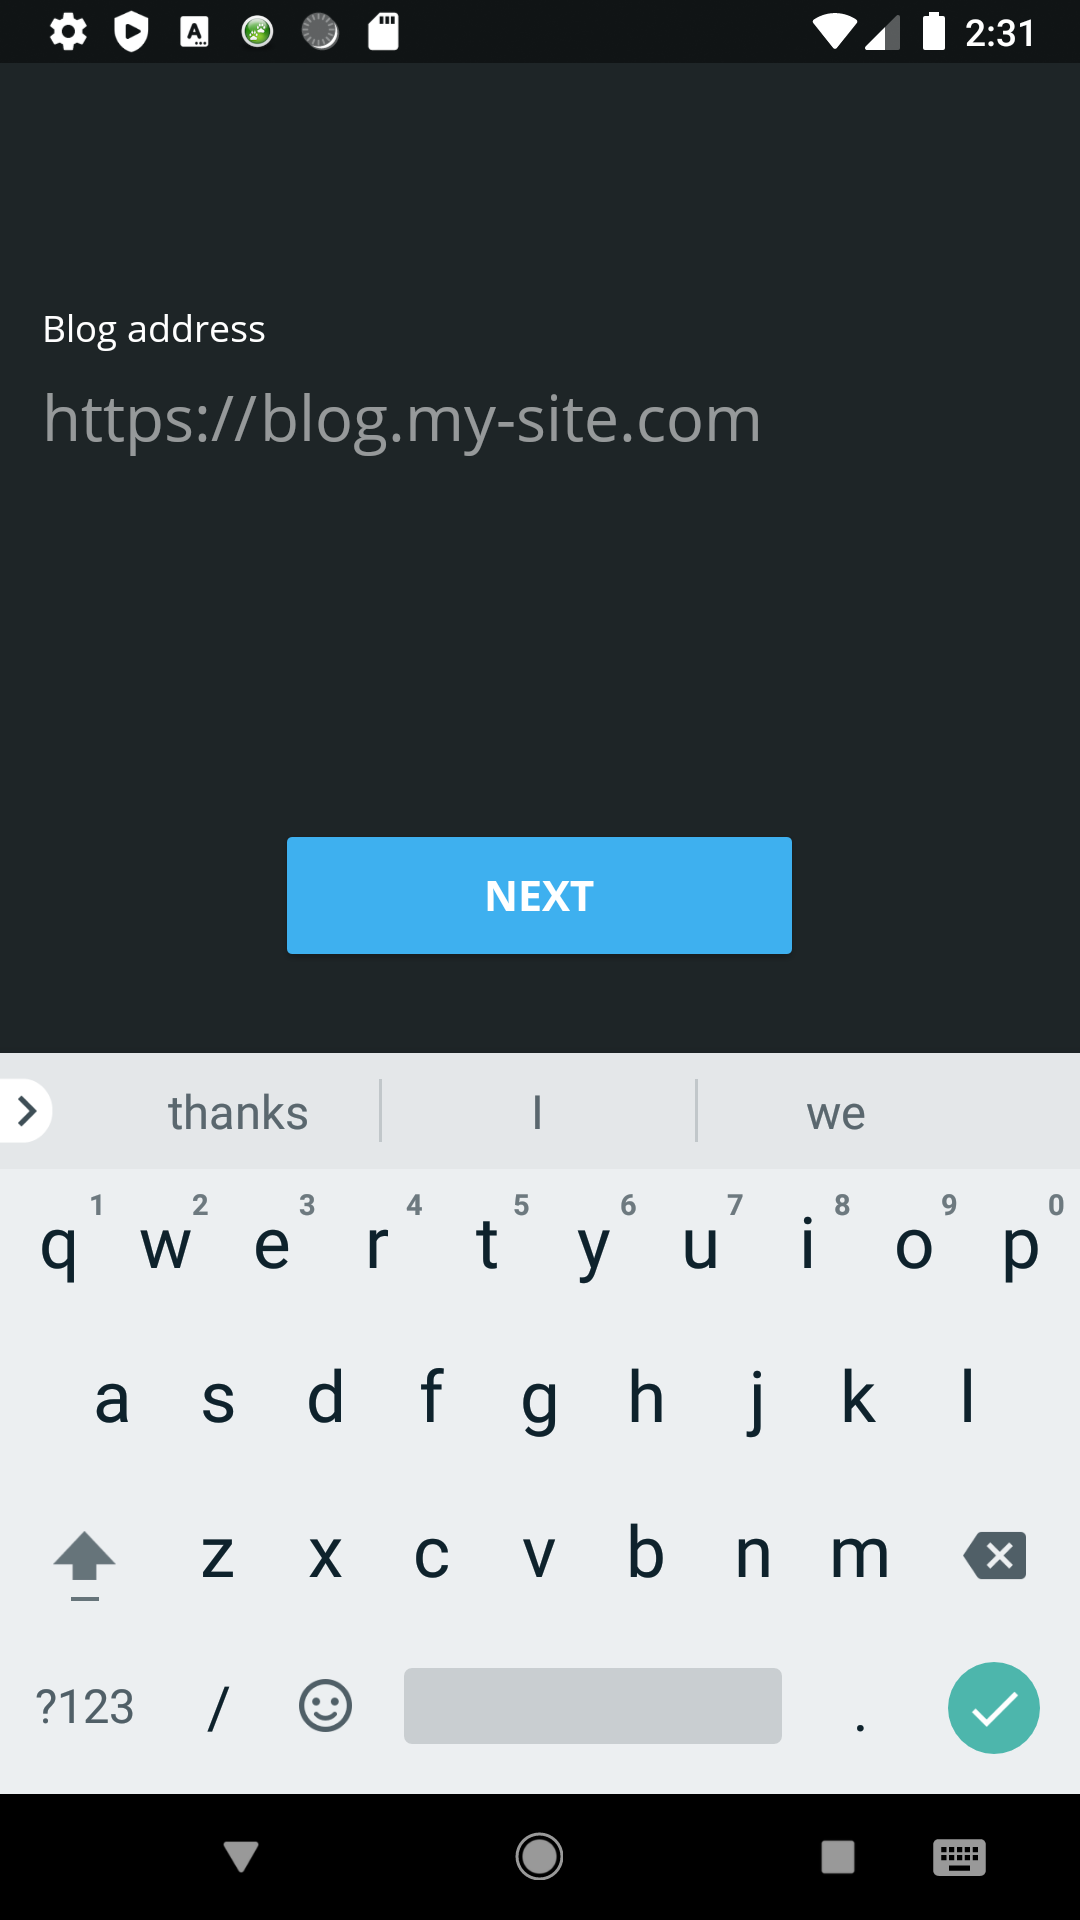 2:31
Blog address
https://blog.my-site.com
NEXT
thanks I we
1 2 3 4 5 6 7 8 9 0
q w e r t y u i o p
a s d f g h j k l
z x c v b n m
?123 / .